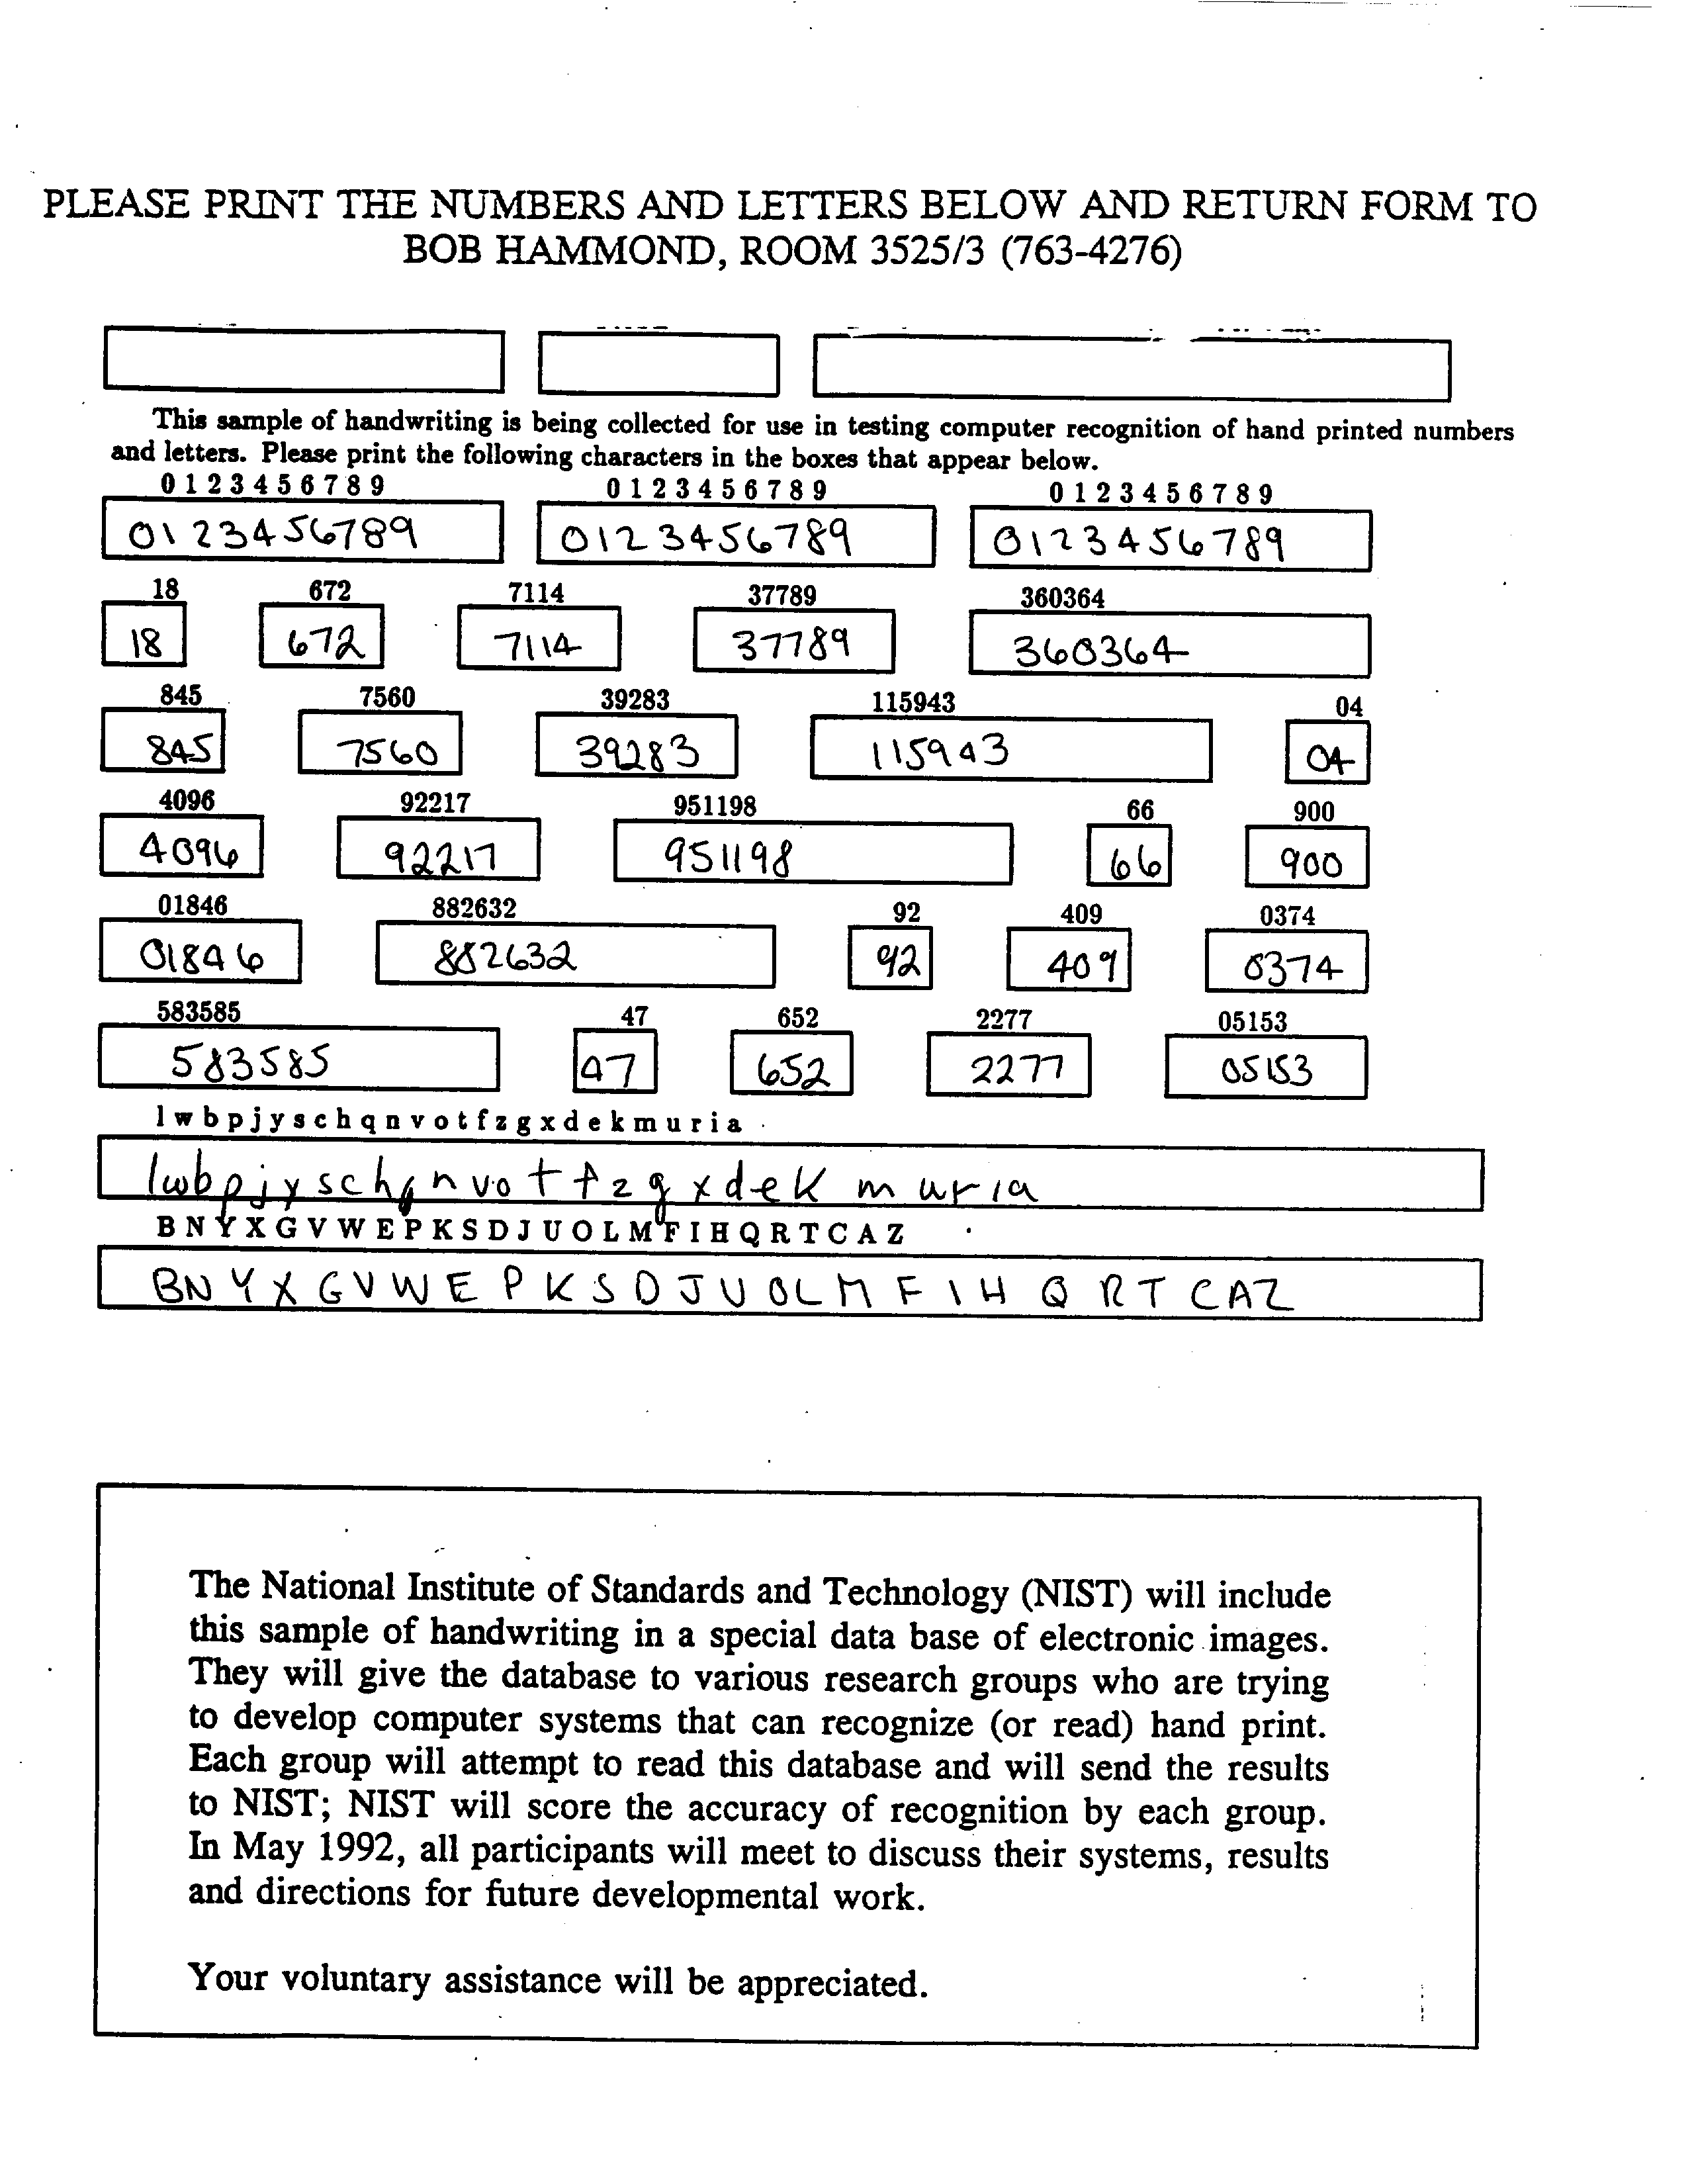 PLEASE PRINT THE NUMBERS AND LETTERS BELOW AND RETURN FORM TO
BOB HAMMOND, ROOM 3525/3 (763-4276)
This sample of handwriting is being collected for use in testing computer recognition of hand printed numbers
and letters. Please print the following characters in the boxes that appear below.
0 1 2 3 4 5 6 7 8 9 0 1 2 3 4 5 6 7 8 9 0 1 2 3 4 5 6 7 8 9
0123456789 0123456789 0123456789
18 672 7114 37789 360364
18 672 7114 37789 360364
845 7560 39283 115943 04
845 7560 39283 115943 04
4096 92217 951198 66 900
4096 92217 951198 66 900
01846 882632 92 409 0374
01846 882632 92 409 0374
583585 47 652 2277 05153
583585 47 652 2277 05153
l w b p j y s c h q n v o t f z g x d e k m u r i a
l w b p j y s c h q n v o t f z g x d e k m u r i a
B N Y X G V W E P K S D J U O L M F I H Q R T C A Z
B N Y X G V W E P K S D J U O L M F I H Q R T C A Z
The National Institute of Standards and Technology (NIST) will include
this sample of handwriting in a special data base of electronic images.
They will give the database to various research groups who are trying
to develop computer systems that can recognize (or read) hand print.
Each group will attempt to read this database and will send the results
to NIST; NIST will score the accuracy of recognition by each group.
In May 1992, all participants will meet to discuss their systems, results
and directions for future developmental work.
Your voluntary assistance will be appreciated.